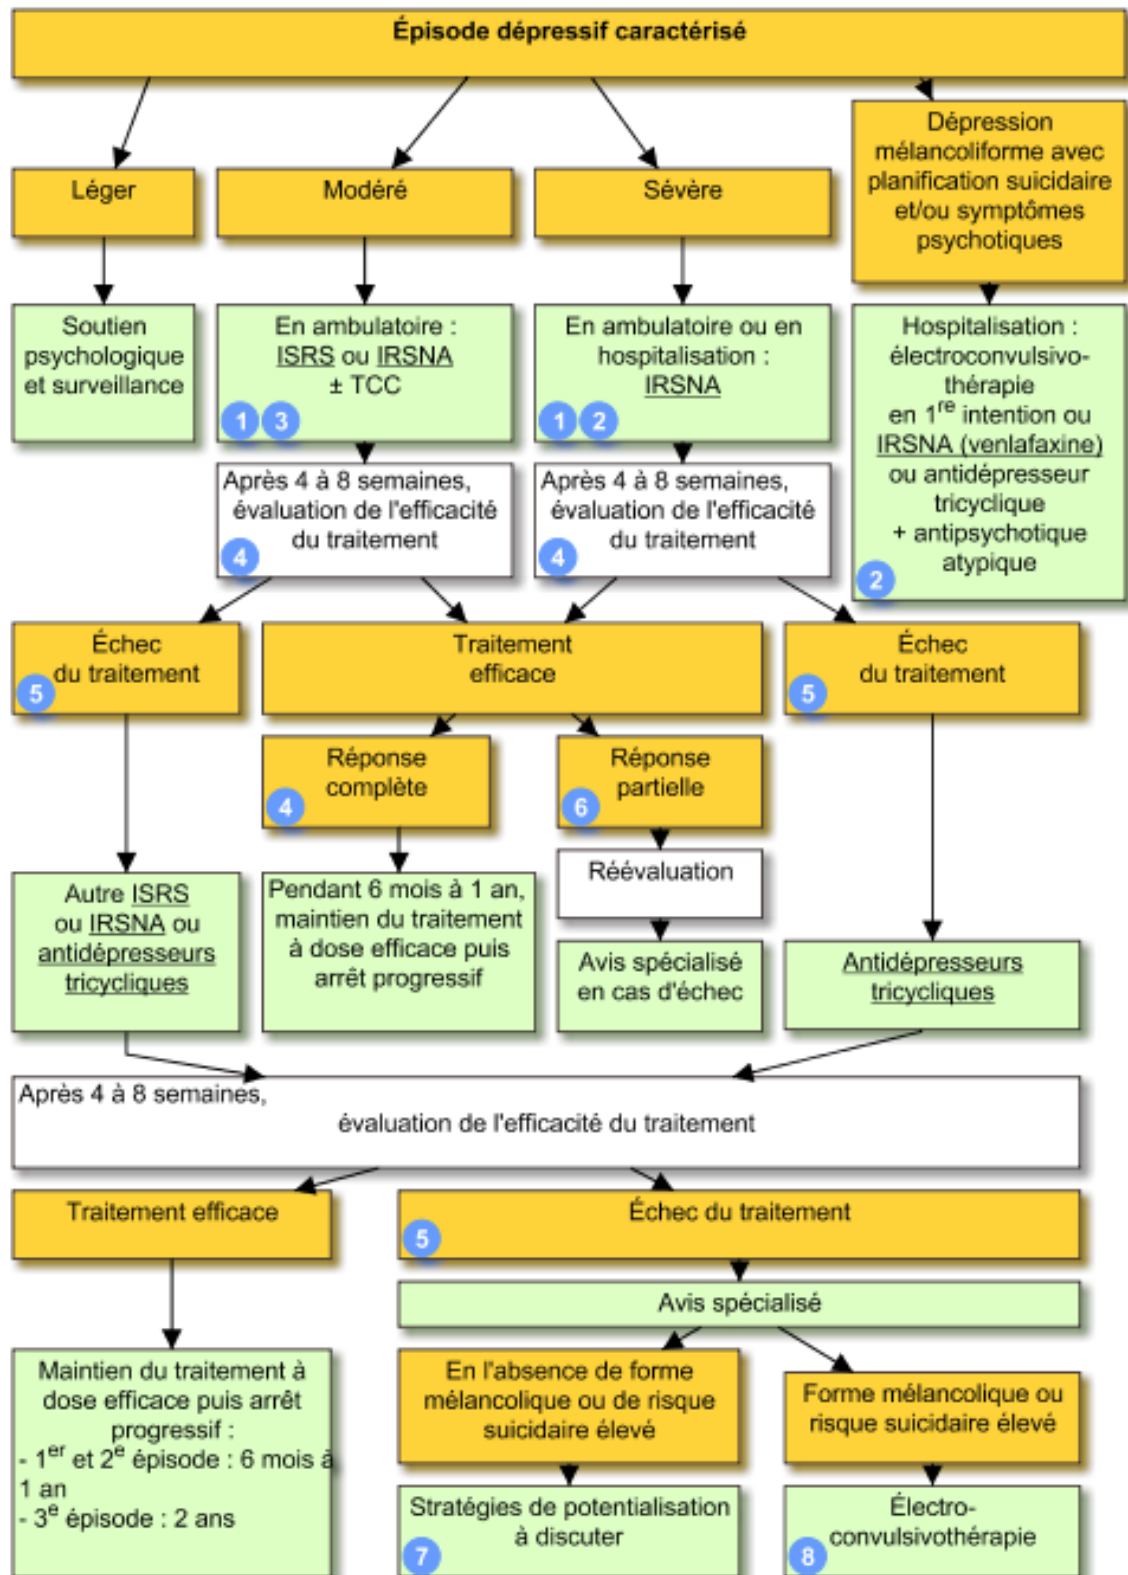 Épisode dépressif caractérisé
Léger
Modéré
Sévère
Dépression
mélancoliforme avec
planification suicidaire
et/ou symptômes
psychotiques
Soutien
psychologique
et surveillance
En ambulatoire :
ISRS ou IRSNA
± TCC
1 3
En ambulatoire ou en
hospitalisation :
IRSNA
1 2
Hospitalisation :
électroconvulsivo-
thérapie
en 1re intention ou
IRSNA (venlafaxine)
ou antidépresseur
tricyclique
+ antipsychotique
atypique
2
Après 4 à 8 semaines,
évaluation de l'efficacité
du traitement
4
Après 4 à 8 semaines,
évaluation de l'efficacité
du traitement
4
Échec
du traitement
5
Traitement
efficace
Échec
du traitement
5
Réponse
complète
4
Réponse
partielle
6
Réévaluation
Autre ISRS
ou IRSNA ou
antidépresseurs
tricycliques
Pendant 6 mois à 1 an,
maintien du traitement
à dose efficace puis
arrêt progressif
Avis spécialisé
en cas d'échec
Antidépresseurs
tricycliques
Après 4 à 8 semaines,
évaluation de l'efficacité du traitement
Traitement efficace
Échec du traitement
5
Avis spécialisé
Maintien du traitement à
dose efficace puis arrêt
progressif :
- 1er et 2e épisode : 6 mois à
1 an
- 3e épisode : 2 ans
En l'absence de forme
mélancolique ou de risque
suicidaire élevé
Forme mélancolique ou
risque suicidaire élevé
Stratégies de potentialisation
à discuter
7
Électro-
convulsivothérapie
8